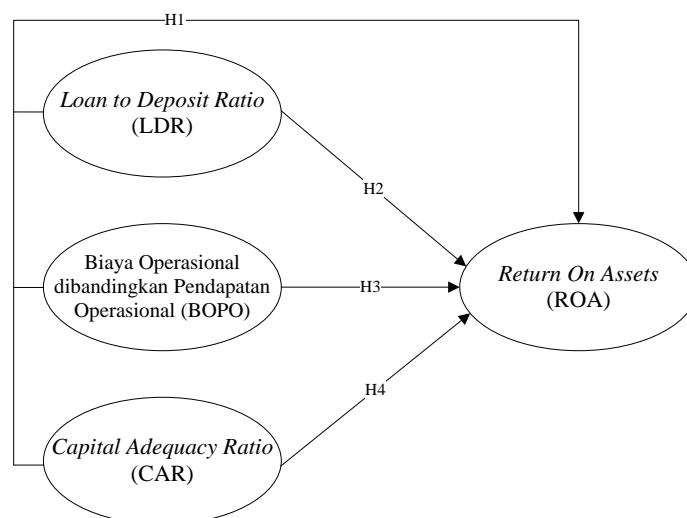 H1
Loan to Deposit Ratio
(LDR)
H2
Biaya Operasional
dibandingkan Pendapatan
Operasional (BOPO)
H3
Return On Assets
(ROA)
H4
Capital Adequacy Ratio
(CAR)